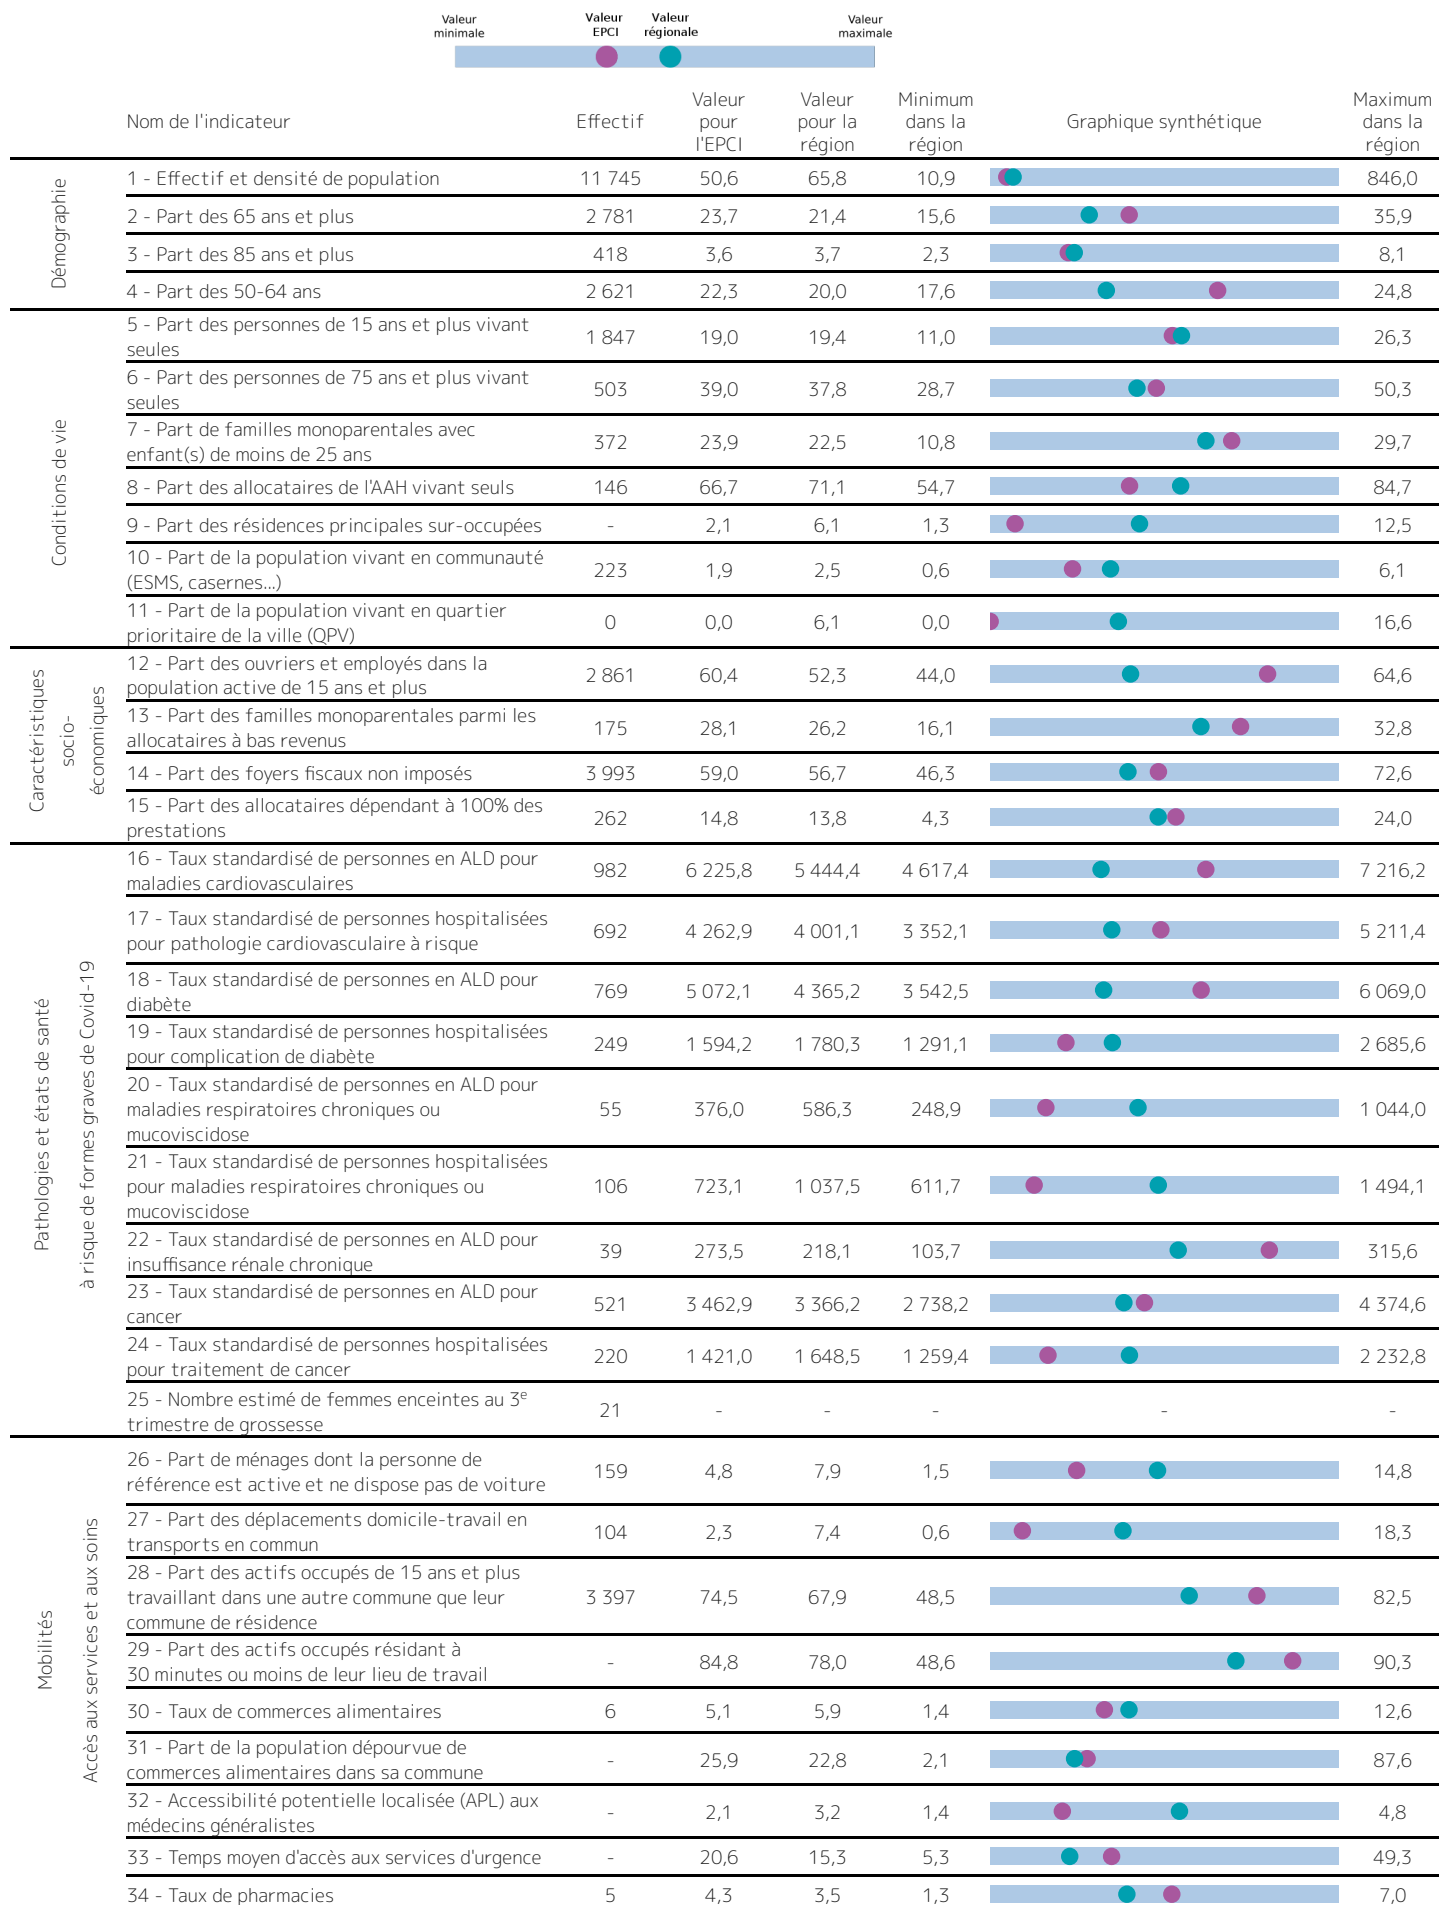 Valeur minimale
Valeur EPCI
Valeur régionale
Valeur maximale
Nom de l'indicateur
Effectif
Valeur pour l'EPCI
Valeur pour la région
Minimum dans la région
Graphique synthétique
Maximum dans la région
Démographie
1 - Effectif et densité de population 11 745 50,6 65,8 10,9 846,0
2 - Part des 65 ans et plus 2 781 23,7 21,4 15,6 35,9
3 - Part des 85 ans et plus 418 3,6 3,7 2,3 8,1
4 - Part des 50-64 ans 2 621 22,3 20,0 17,6 24,8
Conditions de vie
5 - Part des personnes de 15 ans et plus vivant
seules 1 847 19,0 19,4 11,0 26,3
6 - Part des personnes de 75 ans et plus vivant
seules 503 39,0 37,8 28,7 50,3
7 - Part de familles monoparentales avec
enfant(s) de moins de 25 ans 372 23,9 22,5 10,8 29,7
8 - Part des allocataires de l'AAH vivant seuls 146 66,7 71,1 54,7 84,7
9 - Part des résidences principales sur-occupées - 2,1 6,1 1,3 12,5
10 - Part de la population vivant en communauté
(ESMS, casernes...) 223 1,9 2,5 0,6 6,1
11 - Part de la population vivant en quartier
prioritaire de la ville (QPV) 0 0,0 6,1 0,0 16,6
Caractéristiques
socio-
économiques
12 - Part des ouvriers et employés dans la
population active de 15 ans et plus 2 861 60,4 52,3 44,0 64,6
13 - Part des familles monoparentales parmi les
allocataires à bas revenus 175 28,1 26,2 16,1 32,8
14 - Part des foyers fiscaux non imposés 3 993 59,0 56,7 46,3 72,6
15 - Part des allocataires dépendant à 100% des
prestations 262 14,8 13,8 4,3 24,0
Pathologies et états de santé
à risque de formes graves de Covid-19
16 - Taux standardisé de personnes en ALD pour
maladies cardiovasculaires 982 6 225,8 5 444,4 4 617,4 7 216,2
17 - Taux standardisé de personnes hospitalisées
pour pathologie cardiovasculaire à risque 692 4 262,9 4 001,1 3 352,1 5 211,4
18 - Taux standardisé de personnes en ALD pour
diabète 769 5 072,1 4 365,2 3 542,5 6 069,0
19 - Taux standardisé de personnes hospitalisées
pour complication de diabète 249 1 594,2 1 780,3 1 291,1 2 685,6
20 - Taux standardisé de personnes en ALD pour
maladies respiratoires chroniques ou 55 376,0 586,3 248,9 1 044,0
mucoviscidose
21 - Taux standardisé de personnes hospitalisées
pour maladies respiratoires chroniques ou 106 723,1 1 037,5 611,7 1 494,1
mucoviscidose
22 - Taux standardisé de personnes en ALD pour
insuffisance rénale chronique 39 273,5 218,1 103,7 315,6
23 - Taux standardisé de personnes en ALD pour
cancer 521 3 462,9 3 366,2 2 738,2 4 374,6
24 - Taux standardisé de personnes hospitalisées
pour traitement de cancer 220 1 421,0 1 648,5 1 259,4 2 232,8
25 - Nombre estimé de femmes enceintes au 3e
trimestre de grossesse 21 - - - - -
Mobilités
Accès aux services et aux soins
26 - Part de ménages dont la personne de
référence est active et ne dispose pas de voiture 159 4,8 7,9 1,5 14,8
27 - Part des déplacements domicile-travail en
transports en commun 104 2,3 7,4 0,6 18,3
28 - Part des actifs occupés de 15 ans et plus
travaillant dans une autre commune que leur 3 397 74,5 67,9 48,5 82,5
commune de résidence
29 - Part des actifs occupés résidant à
30 minutes ou moins de leur lieu de travail - 84,8 78,0 48,6 90,3
30 - Taux de commerces alimentaires 6 5,1 5,9 1,4 12,6
31 - Part de la population dépourvue de
commerces alimentaires dans sa commune - 25,9 22,8 2,1 87,6
32 - Accessibilité potentielle localisée (APL) aux
médecins généralistes - 2,1 3,2 1,4 4,8
33 - Temps moyen d'accès aux services d'urgence - 20,6 15,3 5,3 49,3
34 - Taux de pharmacies 5 4,3 3,5 1,3 7,0